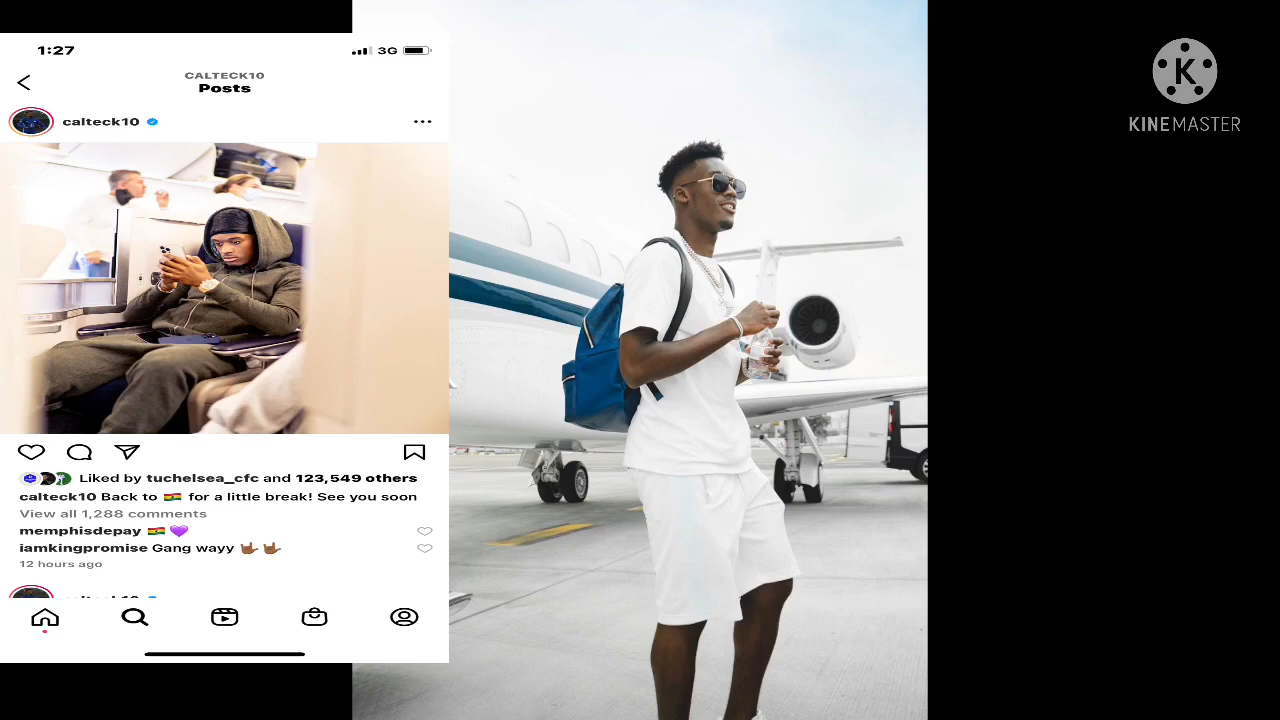 1:27
3G
CALTECK10
Posts
calteck10
Liked by tuchelsea_cfc and 123,549 others
calteck10 Back to 🇬🇭 for a little break! See you soon
View all 1,288 comments
memphisdepay 🇬🇭 💜
iamkingpromise Gang wayy 🤟🏾 🤟🏾
12 hours ago
K
KINEMASTER